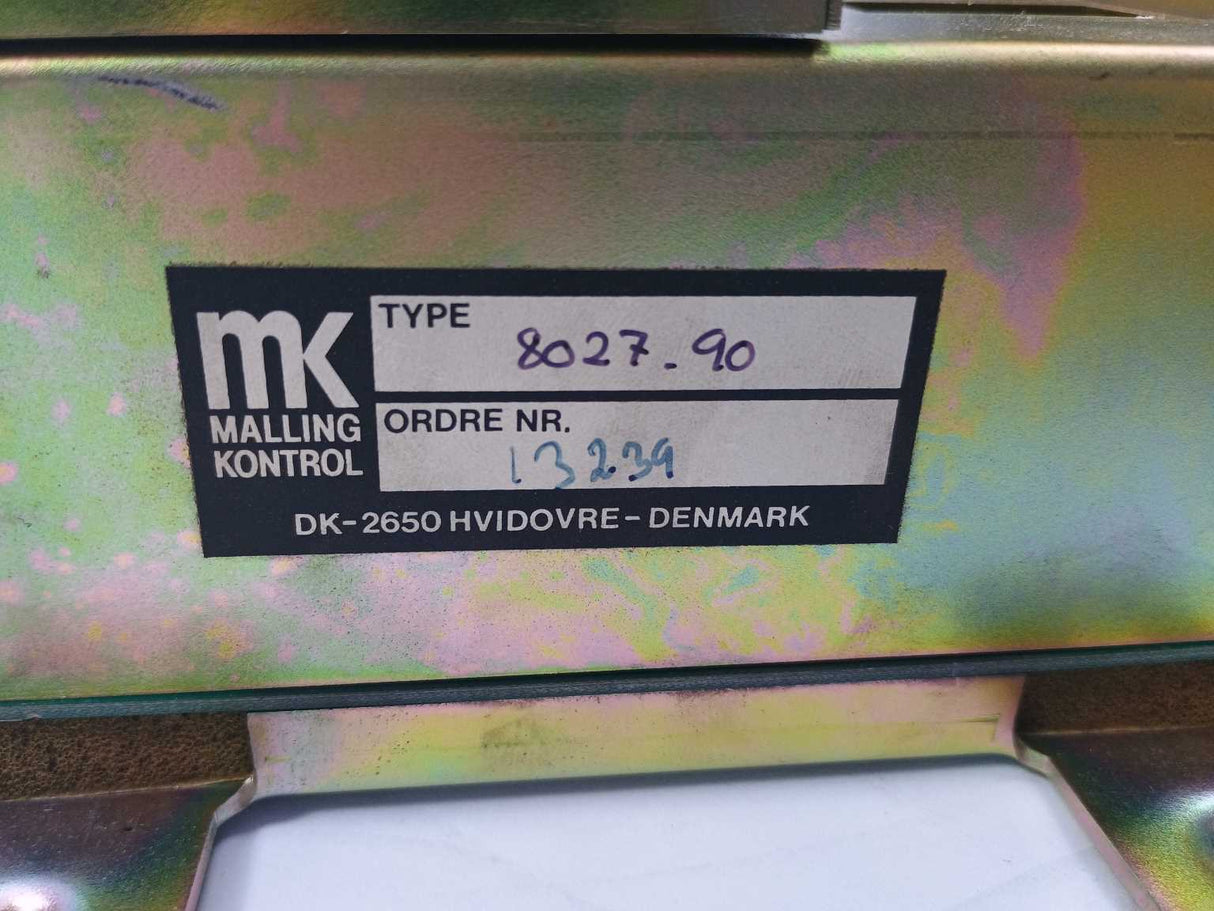 mk
MALLING
KONTROL
TYPE
8027-90
ORDRE NR.
13239
DK-2650 HVIDOVRE-DENMARK